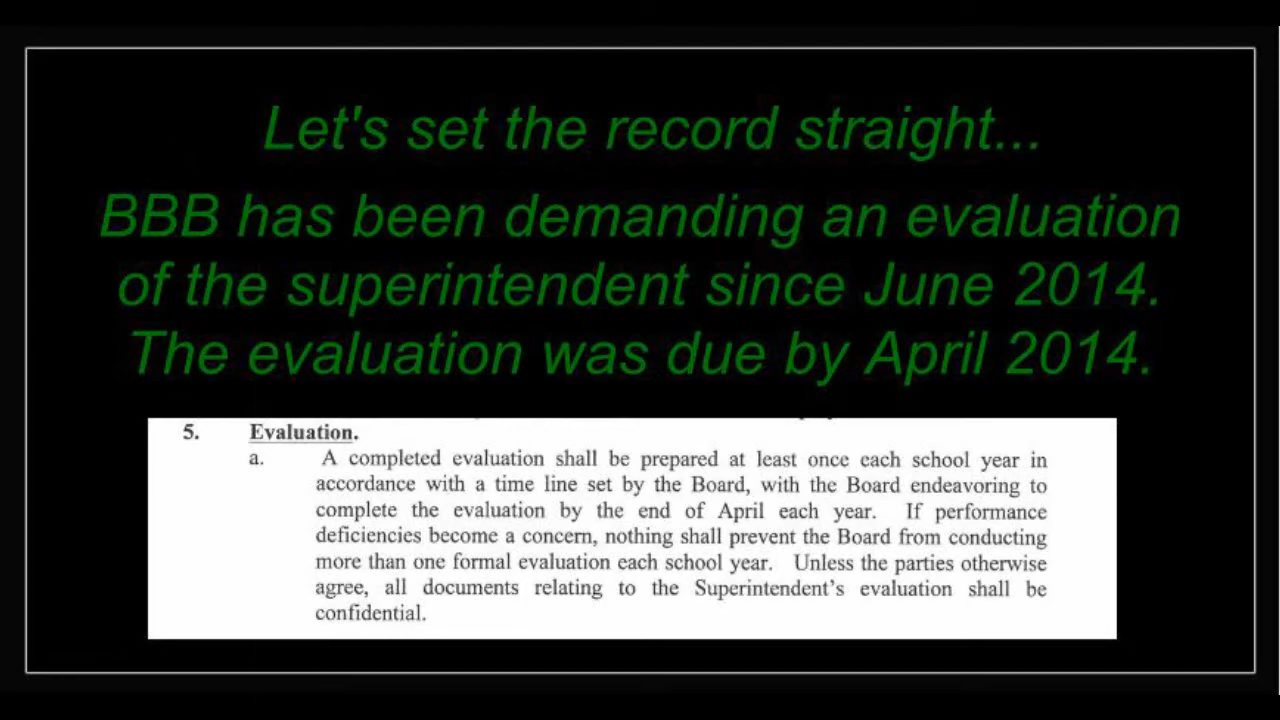 Let's set the record straight...
BBB has been demanding an evaluation
of the superintendent since June 2014.
The evaluation was due by April 2014.
5. Evaluation.
a. A completed evaluation shall be prepared at least once each school year in
accordance with a time line set by the Board, with the Board endeavoring to
complete the evaluation by the end of April each year. If performance
deficiencies become a concern, nothing shall prevent the Board from conducting
more than one formal evaluation each school year. Unless the parties otherwise
agree, all documents relating to the Superintendent's evaluation shall be
confidential.